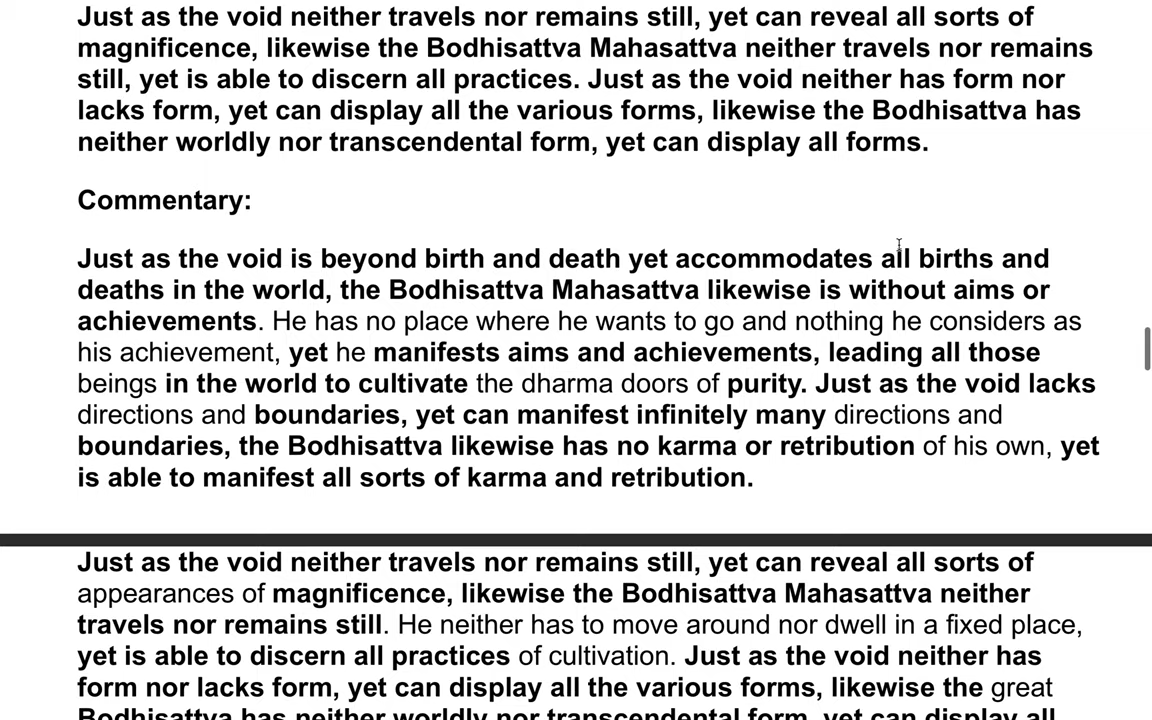 Just as the void neither travels nor remains still, yet can reveal all sorts of
magnificence, likewise the Bodhisattva Mahasattva neither travels nor remains
still, yet is able to discern all practices. Just as the void neither has form nor
lacks form, yet can display all the various forms, likewise the Bodhisattva has
neither worldly nor transcendental form, yet can display all forms.
Commentary:
Just as the void is beyond birth and death yet accommodates all births and
deaths in the world, the Bodhisattva Mahasattva likewise is without aims or
achievements. He has no place where he wants to go and nothing he considers as
his achievement, yet he manifests aims and achievements, leading all those
beings in the world to cultivate the dharma doors of purity. Just as the void lacks
directions and boundaries, yet can manifest infinitely many directions and
boundaries, the Bodhisattva likewise has no karma or retribution of his own, yet
is able to manifest all sorts of karma and retribution.
Just as the void neither travels nor remains still, yet can reveal all sorts of
appearances of magnificence, likewise the Bodhisattva Mahasattva neither
travels nor remains still. He neither has to move around nor dwell in a fixed place,
yet is able to discern all practices of cultivation. Just as the void neither has
form nor lacks form, yet can display all the various forms, likewise the great
Bodhisattva has neither worldly nor transcendental form, yet can display all